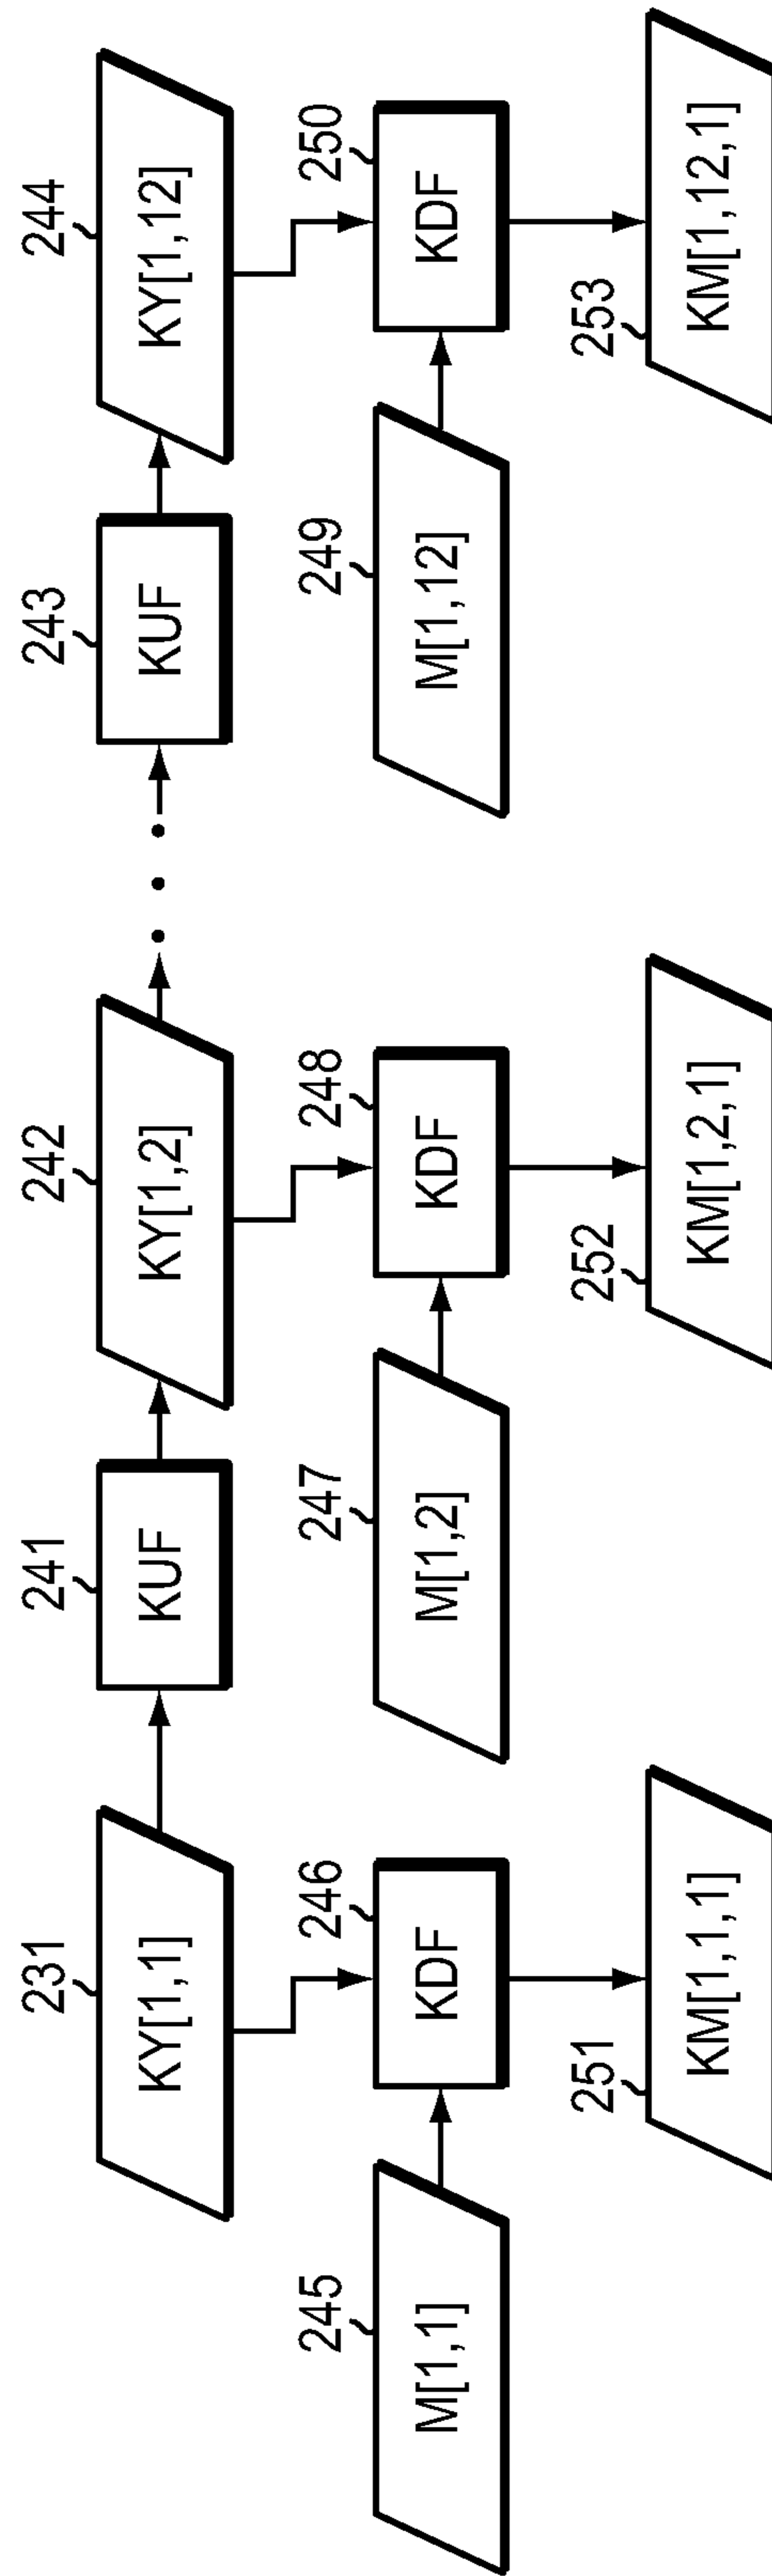 231
KY[1,1]
241
KUF
242
KY[1,2]
• • •
243
KUF
244
KY[1,12]
245
M[1,1]
246
KDF
247
M[1,2]
248
KDF
249
M[1,12]
250
KDF
251
KM[1,1,1]
252
KM[1,2,1]
253
KM[1,12,1]